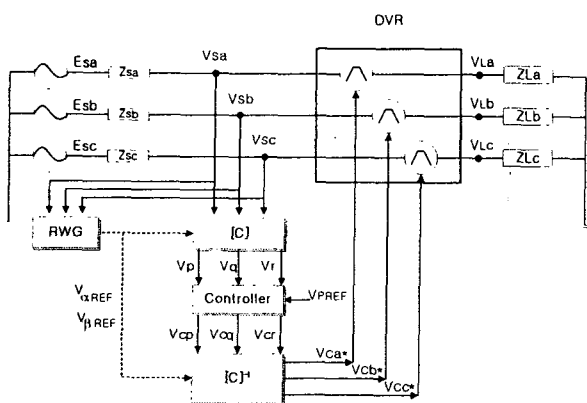 DVR
Esa Zsa Vsa VLa ZLa
Esb Zsb Vsb VLb ZLb
Esc Zsc Vsc VLc ZLc
RWG [C]
Vp Vq Vr
VαREF
VβREF
Controller VPREF
Vcp Vcq Vcr
[C]⁻¹
Vca*
Vcb*
Vcc*